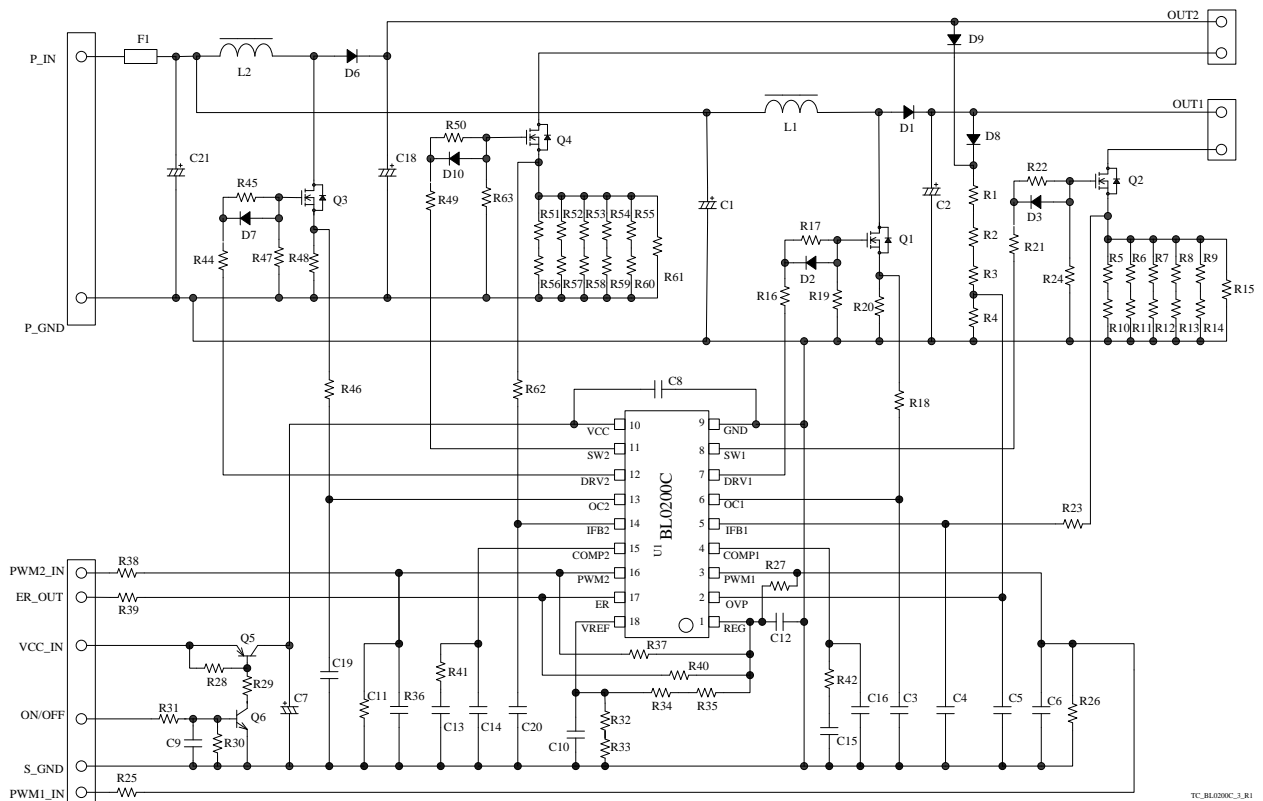 OUT2
F1
P_IN
D9
L2
D6
OUT1
L1
D1
R50
Q4
D8
C21
C18
D10
R22
Q2
R45
Q3
R49
R63
D3
R1
D7
R51 R52 R53 R54 R55
C1
C2
R17
Q1
R2
R21
R44
R47 R48
R61
D2
R5 R6 R7 R8 R9
R56 R57 R58 R59 R60
R16
R19
R20
R3
R24
R15
R4
P_GND
R10 R11 R12 R13 R14
C8
R46
R62
R18
10 9
VCC GND
11 8
SW2 SW1
12 7
DRV2 DRV1
13 6
OC2 OC1
14 5
IFB2 IFB1
15 4
COMP2 COMP1
16 3
PWM2 PWM1
17 2
ER OVP
18 1
VREF REG
U1
BL0200C
R23
R38
R27
PWM2_IN
ER_OUT
R39
C12
Q5
R37
VCC_IN
R28
R29
C19
R41
R40
R42
C7
C11
R36
R34 R35
C16
C3
C4
C5
C6
R26
R31
ON/OFF
Q6
C13
C14
C20
R32
C9
R30
C10
R33
C15
S_GND
R25
PWM1_IN
TC_BL0200C_3_R1